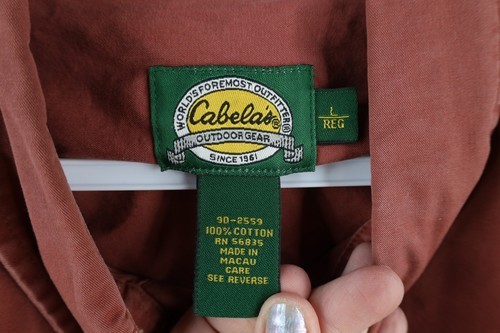 WORLD'S FOREMOST OUTFITTER®
Cabela's®
OUTDOOR GEAR
SINCE 1961
L
REG
90-2559
100% COTTON
RN 56835
MADE IN
MACAU
CARE
SEE REVERSE